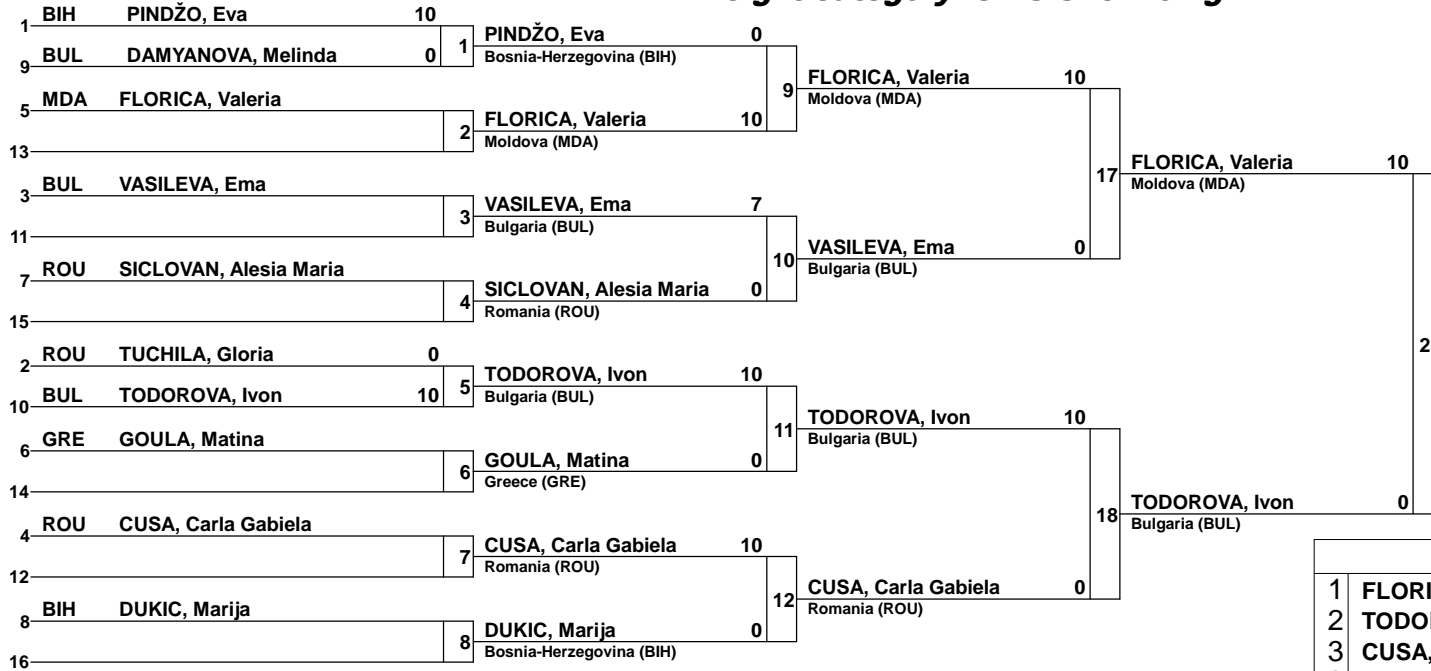 1 BIH PINDŽO, Eva 10
9 BUL DAMYANOVA, Melinda 0
1
PINDŽO, Eva 0
Bosnia-Herzegovina (BIH)
5 MDA FLORICA, Valeria
13
2
FLORICA, Valeria 10
Moldova (MDA)
9
FLORICA, Valeria 10
Moldova (MDA)
3 BUL VASILEVA, Ema
11
3
VASILEVA, Ema 7
Bulgaria (BUL)
7 ROU SICLOVAN, Alesia Maria
15
4
SICLOVAN, Alesia Maria 0
Romania (ROU)
10
VASILEVA, Ema 0
Bulgaria (BUL)
17
FLORICA, Valeria 10
Moldova (MDA)
2 ROU TUCHILA, Gloria 0
10 BUL TODOROVA, Ivon 10
5
TODOROVA, Ivon 10
Bulgaria (BUL)
6 GRE GOULA, Matina
14
6
GOULA, Matina 0
Greece (GRE)
11
TODOROVA, Ivon 10
Bulgaria (BUL)
4 ROU CUSA, Carla Gabiela
12
7
CUSA, Carla Gabiela 10
Romania (ROU)
8 BIH DUKIC, Marija
16
8
DUKIC, Marija 0
Bosnia-Herzegovina (BIH)
12
CUSA, Carla Gabiela 0
Romania (ROU)
18
TODOROVA, Ivon 0
Bulgaria (BUL)
2
1 FLORI
2 TODO
3 CUSA,